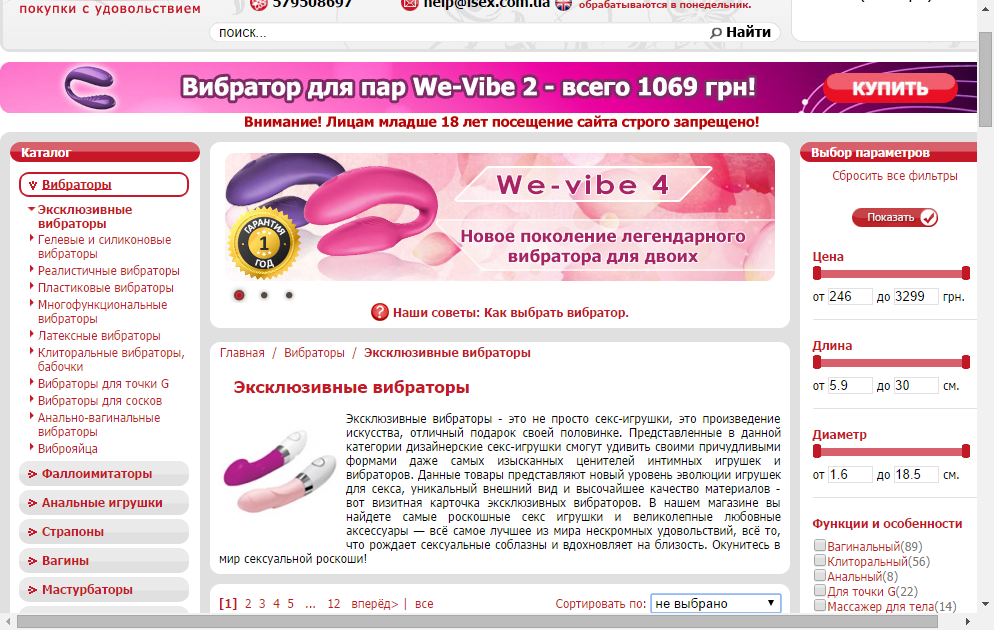 покупки с удовольствием
579508697
help@isex.com.ua
обрабатываются в понедельник.
поиск...
Найти
Вибратор для пар We-Vibe 2 - всего 1069 грн!
КУПИТЬ
Внимание! Лицам младше 18 лет посещение сайта строго запрещено!
Каталог
Вибраторы
Эксклюзивные
вибраторы
Гелевые и силиконовые
вибраторы
Реалистичные вибраторы
Пластиковые вибраторы
Многофункциональные
вибраторы
Латексные вибраторы
Клиторальные вибраторы,
бабочки
Вибраторы для точки G
Вибраторы для сосков
Анально-вагинальные
вибраторы
Виброяйца
Фаллоимитаторы
Анальные игрушки
Страпоны
Вагины
Мастурбаторы
ГАРАНТИЯ
1
ГОД
We-vibe 4
Новое поколение легендарного
вибратора для двоих
Наши советы: Как выбрать вибратор.
Главная / Вибраторы / Эксклюзивные вибраторы
Эксклюзивные вибраторы
Эксклюзивные вибраторы - это не просто секс-игрушки, это произведение
искусства, отличный подарок своей половинке. Представленные в данной
категории дизайнерские секс-игрушки смогут удивить своими причудливыми
формами даже самых изысканных ценителей интимных игрушек и
вибраторов. Данные товары представляют новый уровень эволюции игрушек
для секса, уникальный внешний вид и высочайшее качество материалов -
вот визитная карточка эксклюзивных вибраторов. В нашем магазине вы
найдете самые роскошные секс игрушки и великолепные любовные
аксессуары — всё самое лучшее из мира нескромных удовольствий, всё то,
что рождает сексуальные соблазны и вдохновляет на близость. Окунитесь в
мир сексуальной роскоши!
[1] 2 3 4 5 ... 12 вперёд> | все
Сортировать по: не выбрано
Выбор параметров
Сбросить все фильтры
Показать
Цена
от 246 до 3299 грн.
Длина
от 5.9 до 30 см.
Диаметр
от 1.6 до 18.5 см.
Функции и особенности
Вагинальный(89)
Клиторальный(56)
Анальный(8)
Для точки G(22)
Массажер для тела(14)